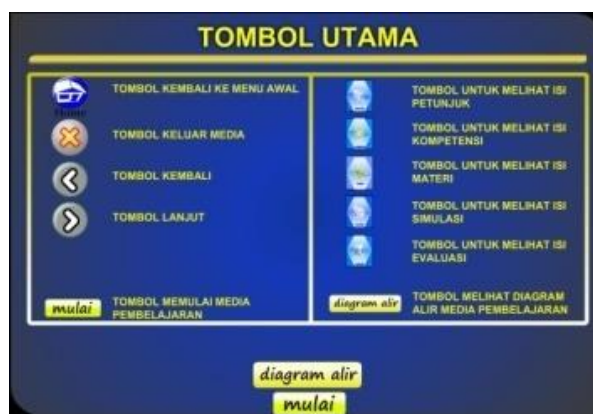 TOMBOL UTAMA
TOMBOL KEMBALI KE MENU AWAL
Home
TOMBOL KELUAR MEDIA
TOMBOL KEMBALI
TOMBOL LANJUT
mulai
TOMBOL MEMULAI MEDIA
PEMBELAJARAN
TOMBOL UNTUK MELIHAT ISI
PETUNJUK
TOMBOL UNTUK MELIHAT ISI
KOMPETENSI
TOMBOL UNTUK MELIHAT ISI
MATERI
TOMBOL UNTUK MELIHAT ISI
SIMULASI
TOMBOL UNTUK MELIHAT ISI
EVALUASI
diagram alir
TOMBOL MELIHAT DIAGRAM
ALIR MEDIA PEMBELAJARAN
diagram alir
mulai